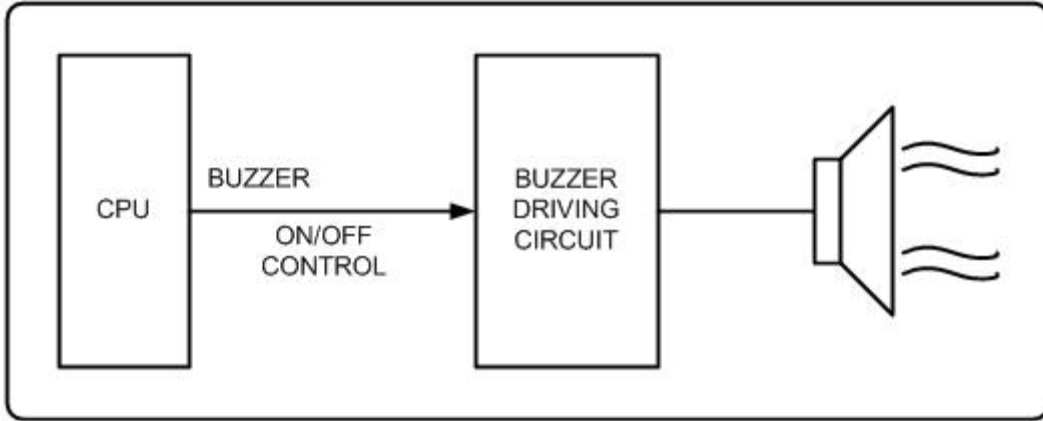 CPU
BUZZER
ON/OFF
CONTROL
BUZZER
DRIVING
CIRCUIT